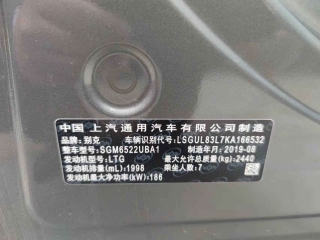 中国 上汽通用汽车有限公司制造
品牌：别克 车辆识别代号：LSGUL83L7KA166532
整车型号：SGM6522UBA1 制造年月：2019-08
发动机型号：LTG 最大允许总质量(kg)：2440
发动机排量(mL)：1998 乘坐人数：7
发动机最大净功率(kW)：186